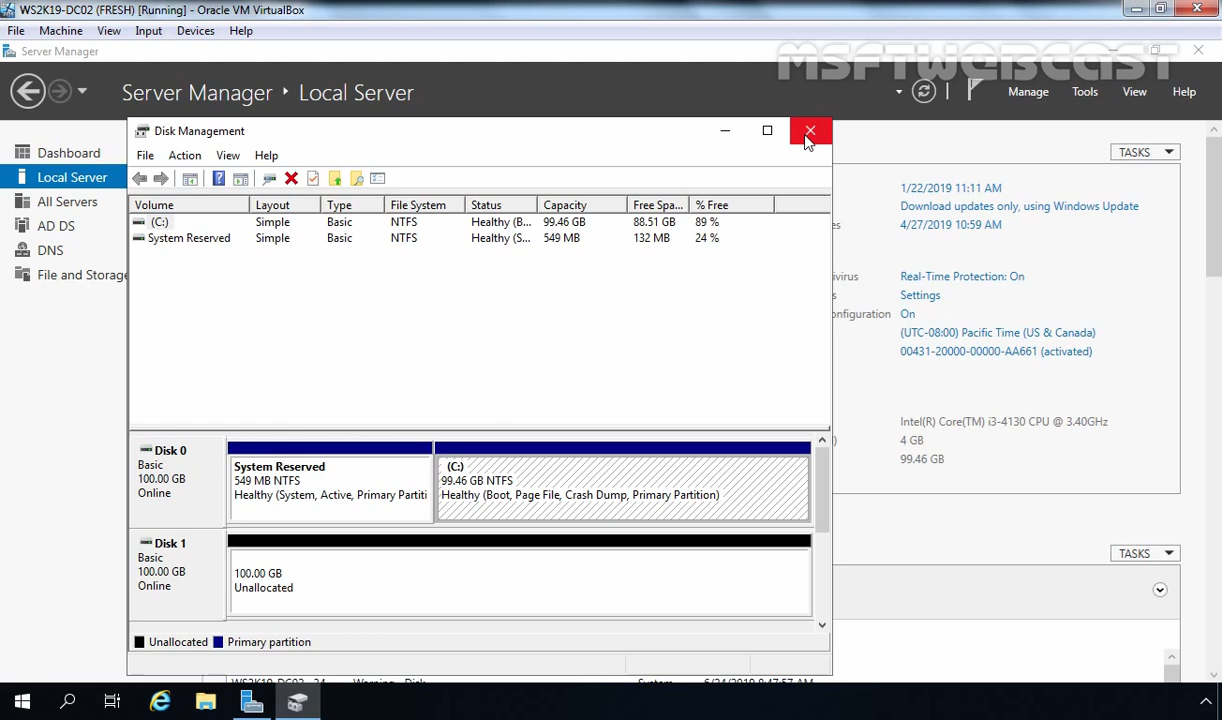 WS2K19-DC02 (FRESH) [Running] - Oracle VM VirtualBox
File Machine View Input Devices Help
Server Manager
MSFTWEBCAST
Server Manager ‣ Local Server
Manage Tools View Help
Dashboard
Local Server
All Servers
AD DS
DNS
File and Storage
Disk Management
File Action View Help
Volume Layout Type File System Status Capacity Free Spa... % Free
(C:) Simple Basic NTFS Healthy (B... 99.46 GB 88.51 GB 89 %
System Reserved Simple Basic NTFS Healthy (S... 549 MB 132 MB 24 %
Disk 0
Basic
100.00 GB
Online
System Reserved
549 MB NTFS
Healthy (System, Active, Primary Partiti
(C:)
99.46 GB NTFS
Healthy (Boot, Page File, Crash Dump, Primary Partition)
Disk 1
Basic
100.00 GB
Online
100.00 GB
Unallocated
Unallocated Primary partition
TASKS
1/22/2019 11:11 AM
Download updates only, using Windows Update
4/27/2019 10:59 AM
Real-Time Protection: On
Settings
On
(UTC-08:00) Pacific Time (US & Canada)
00431-20000-00000-AA661 (activated)
Intel(R) Core(TM) i3-4130 CPU @ 3.40GHz
4 GB
99.46 GB
TASKS